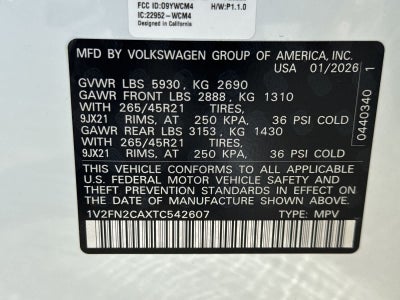 FCC ID:O9YWCM4 H/W:P1.1.0
IC:22952-WCM4
Designed in California
MFD BY VOLKSWAGEN GROUP OF AMERICA, INC.
USA 01/2026 1
GVWR LBS 5930, KG 2690
GAWR FRONT LBS 2888, KG 1310
WITH 265/45R21 TIRES,
9JX21 RIMS, AT 250 KPA, 36 PSI COLD
GAWR REAR LBS 3153, KG 1430
WITH 265/45R21 TIRES,
9JX21 RIMS, AT 250 KPA, 36 PSI COLD
THIS VEHICLE CONFORMS TO ALL APPLICABLE
U.S. FEDERAL MOTOR VEHICLE SAFETY
STANDARDS IN EFFECT ON THE DATE OF
MANUFACTURE SHOWN ABOVE.
1V2FN2CAXTC542607 TYPE: MPV
0440340